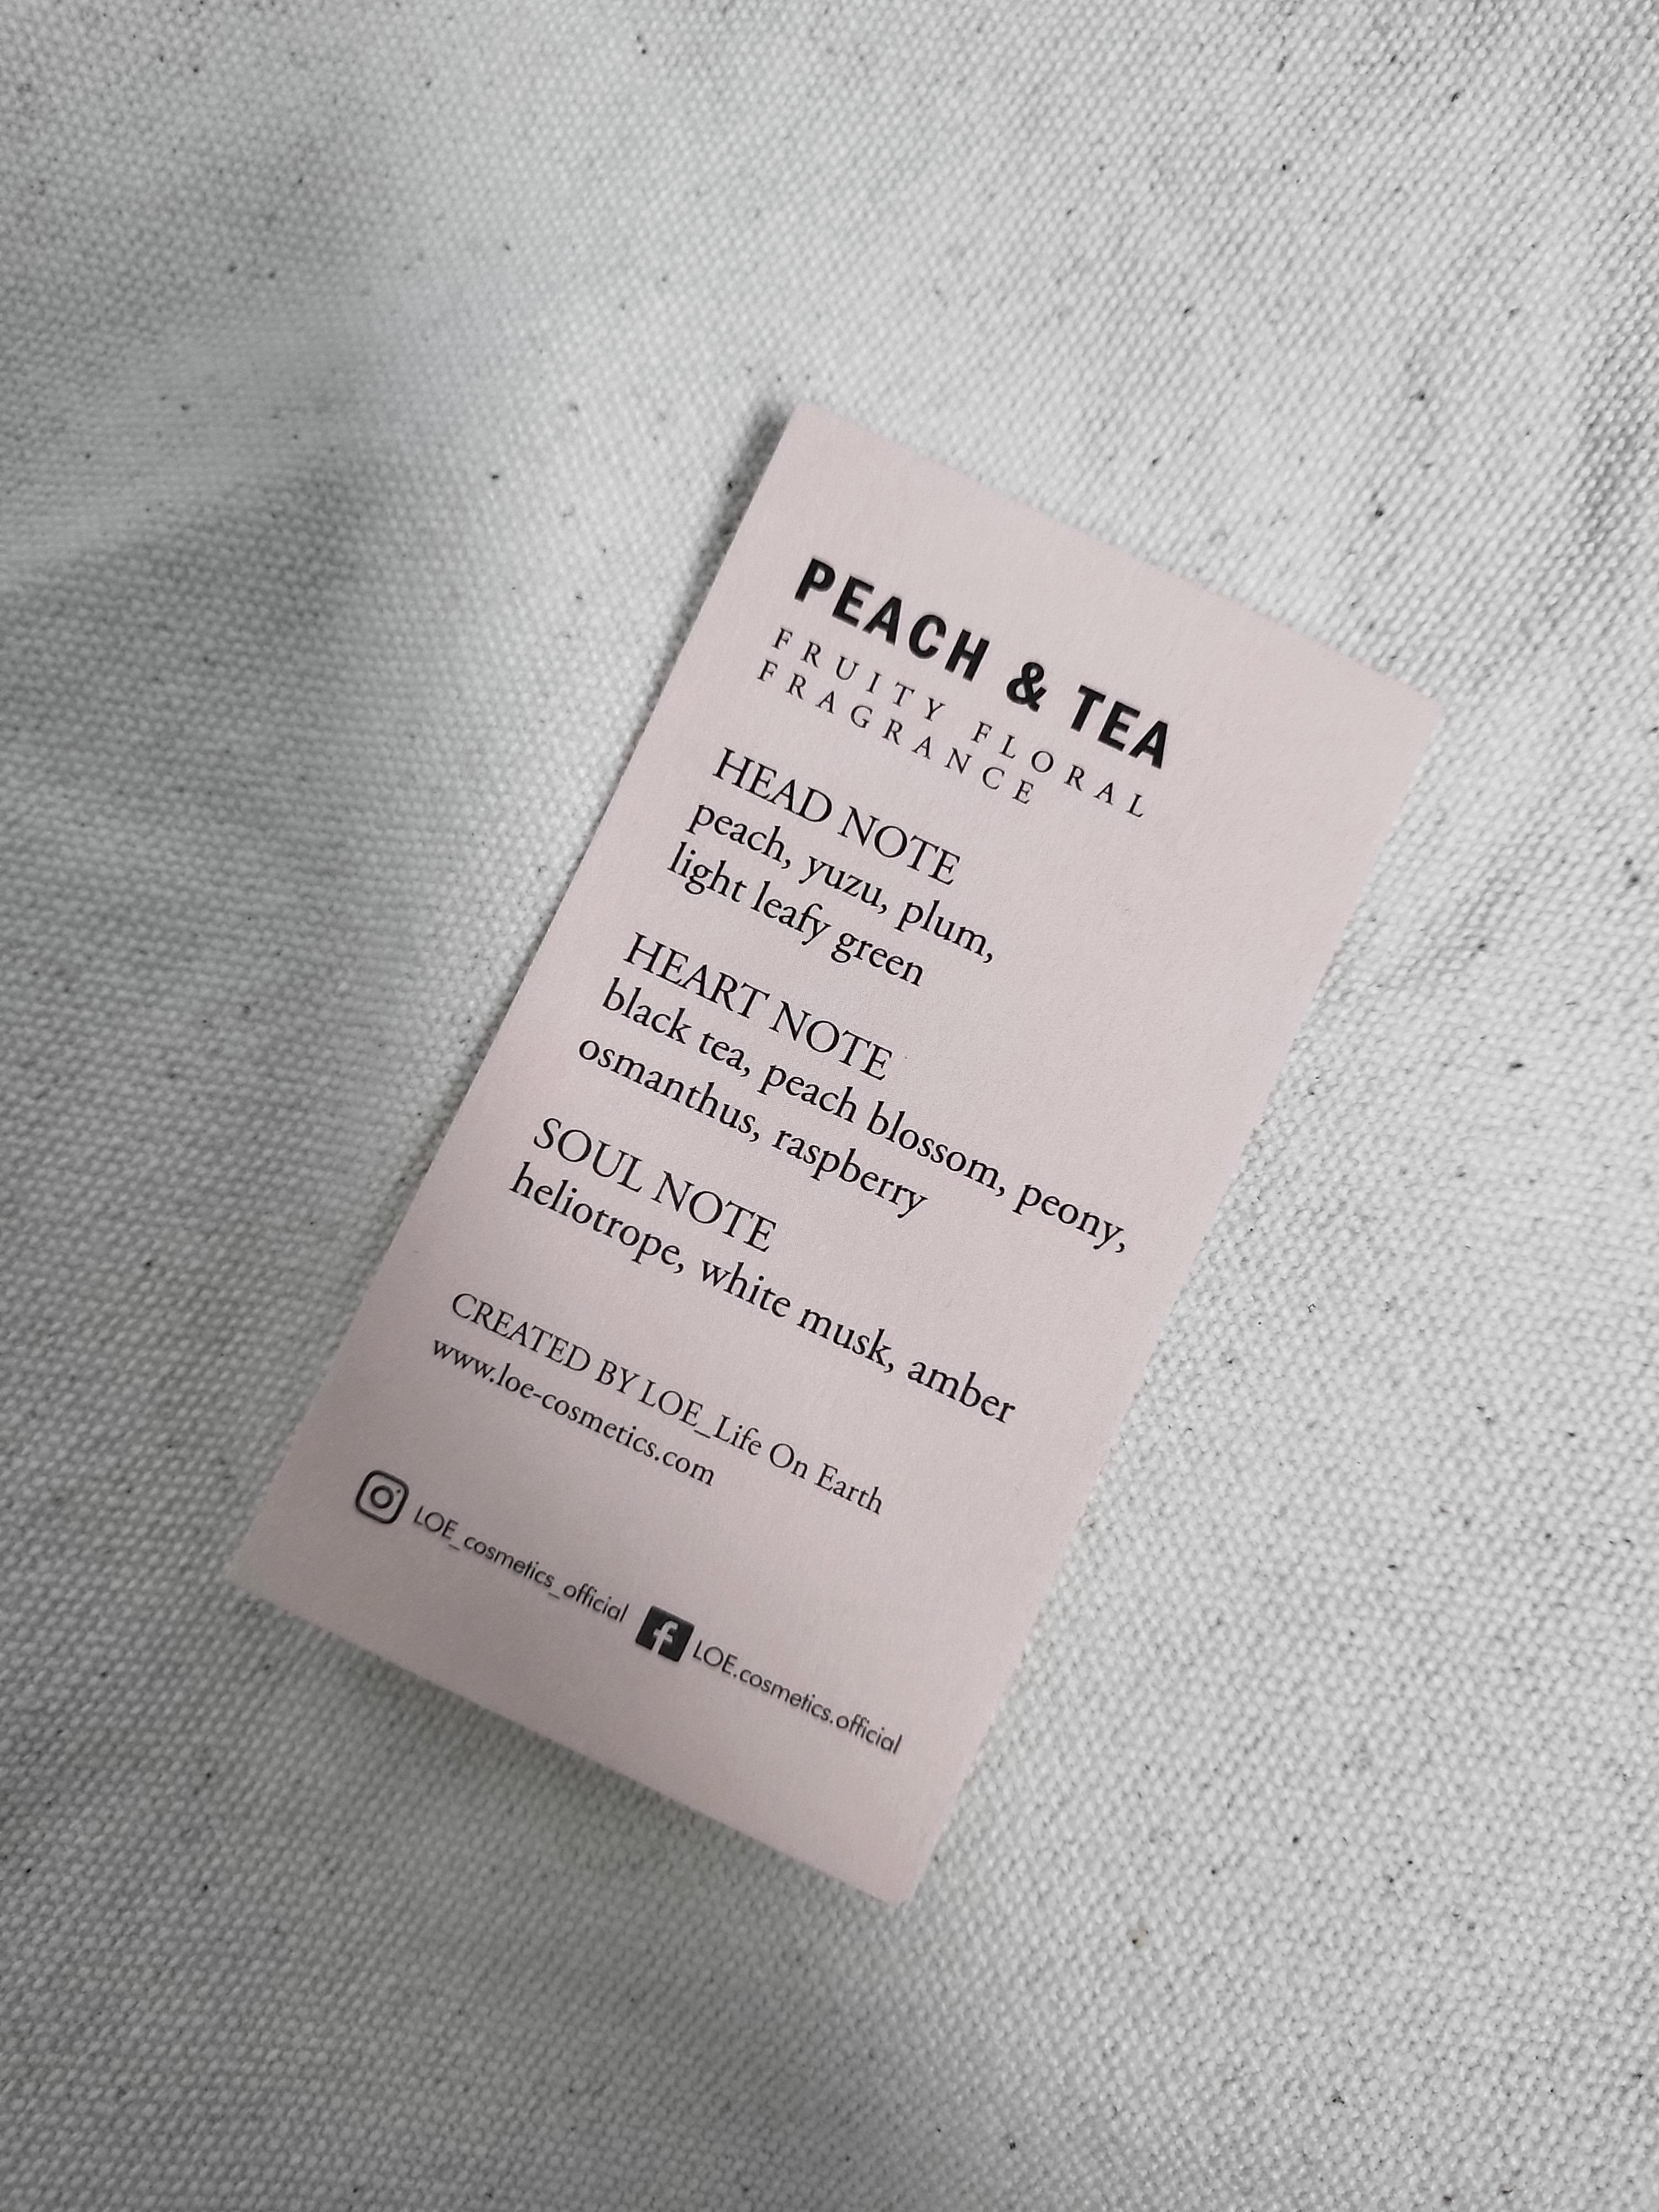 PEACH & TEA
FRUITY FLORAL
FRAGRANCE
HEAD NOTE
peach, yuzu, plum,
light leafy green
HEART NOTE
black tea, peach blossom, peony,
osmanthus, raspberry
SOUL NOTE
heliotrope, white musk, amber
CREATED BY LOE_Life On Earth
www.loe-cosmetics.com
LOE_cosmetics_official f LOE.cosmetics.official